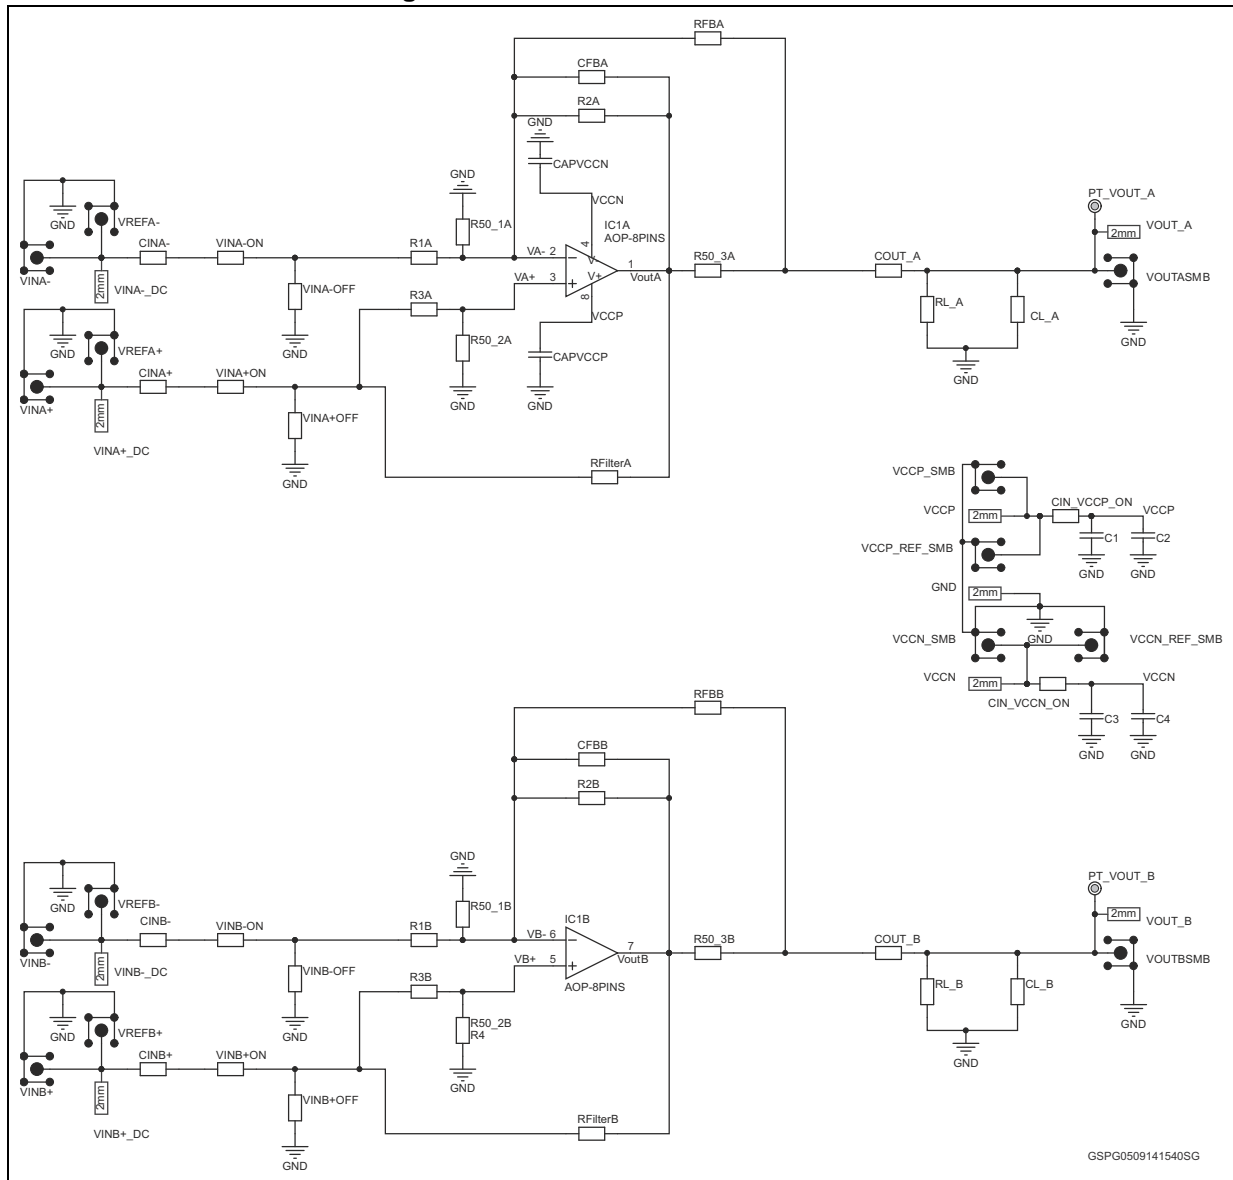 RFBA
CFBA
R2A
GND
CAPVCCN
VCCN
GND
R50_1A
IC1A
AOP-8PINS
GND
VREFA-
CINA-
VINA-ON
R1A
VA- 2
4
V-
VINA-
2mm
VINA-_DC
VINA-OFF
GND
R3A
VA+ 3
V+
8
VCCP
1
VoutA
R50_3A
COUT_A
PT_VOUT_A
VOUT_A
2mm
VOUTASMB
RL_A
CL_A
GND
GND
GND
VREFA+
CINA+
VINA+ON
R50_2A
GND
CAPVCCP
GND
VINA+
2mm
VINA+_DC
VINA+OFF
GND
RFilterA
VCCP_SMB
VCCP
2mm
CIN_VCCP_ON
VCCP
C1
C2
GND
GND
VCCP_REF_SMB
GND
2mm
GND
VCCN_SMB
VCCN_REF_SMB
VCCN
2mm
CIN_VCCN_ON
VCCN
C3
C4
GND
GND
RFBB
CFBB
R2B
GND
R50_1B
IC1B
AOP-8PINS
GND
VREFB-
CINB-
VINB-ON
R1B
VB- 6
VINB-
2mm
VINB-_DC
VINB-OFF
GND
R3B
VB+ 5
7
VoutB
R50_3B
COUT_B
PT_VOUT_B
VOUT_B
2mm
VOUTBSMB
RL_B
CL_B
GND
GND
GND
VREFB+
CINB+
VINB+ON
R50_2B
R4
GND
VINB+
2mm
VINB+_DC
VINB+OFF
GND
RFilterB
GSPG0509141540SG